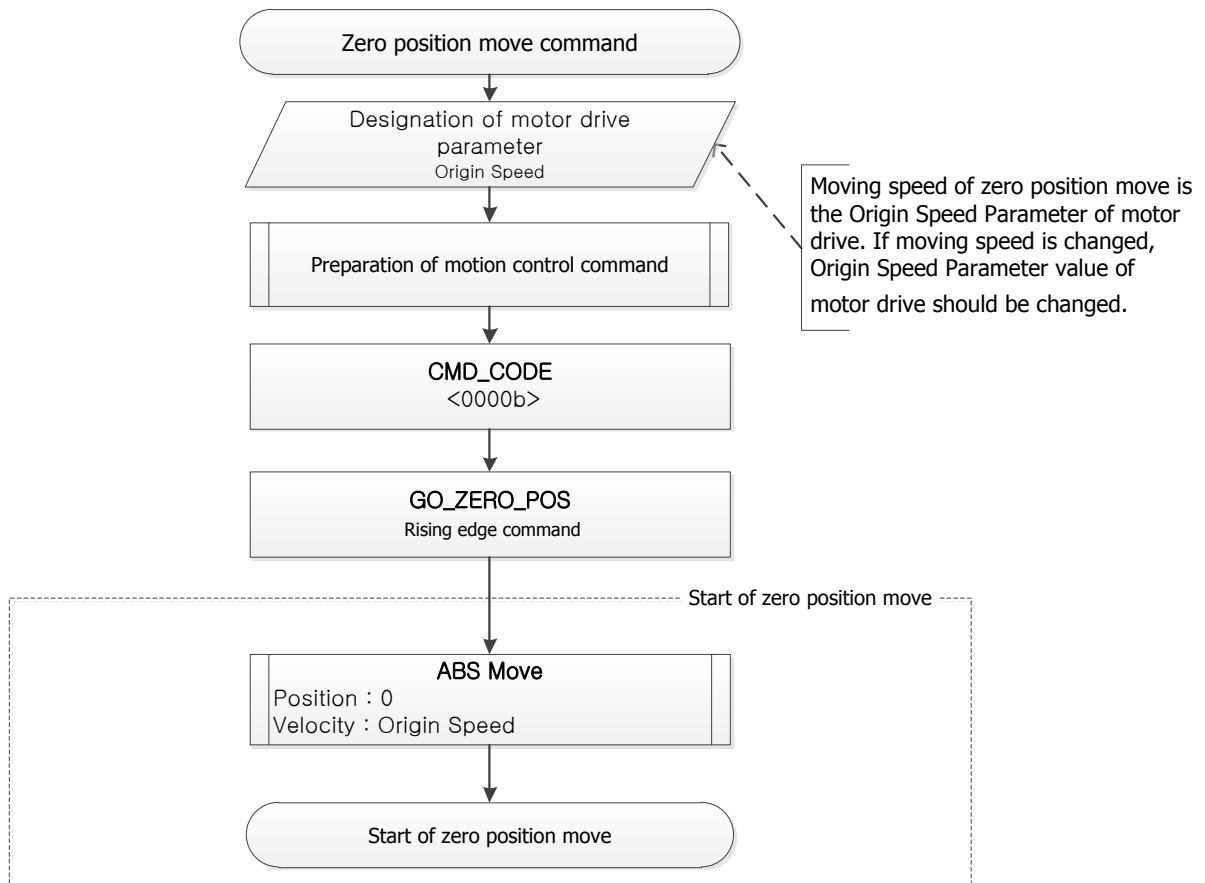 Zero position move command
Designation of motor drive
parameter
Origin Speed
Moving speed of zero position move is
the Origin Speed Parameter of motor
drive. If moving speed is changed,
Origin Speed Parameter value of
motor drive should be changed.
Preparation of motion control command
CMD_CODE
<0000b>
GO_ZERO_POS
Rising edge command
Start of zero position move
ABS Move
Position : 0
Velocity : Origin Speed
Start of zero position move